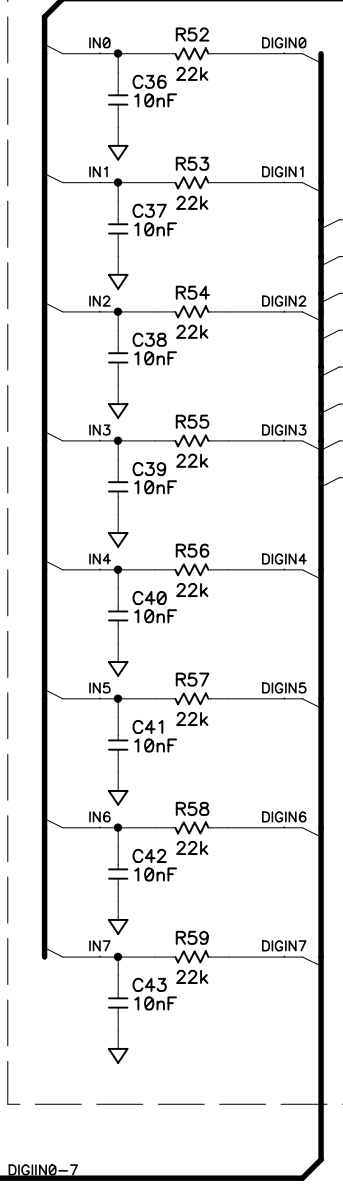 IN0 R52 DIGIN0
22k
C36
10nF
IN1 R53 DIGIN1
22k
C37
10nF
IN2 R54 DIGIN2
22k
C38
10nF
IN3 R55 DIGIN3
22k
C39
10nF
IN4 R56 DIGIN4
22k
C40
10nF
IN5 R57 DIGIN5
22k
C41
10nF
IN6 R58 DIGIN6
22k
C42
10nF
IN7 R59 DIGIN7
22k
C43
10nF
DIGIIN0-7